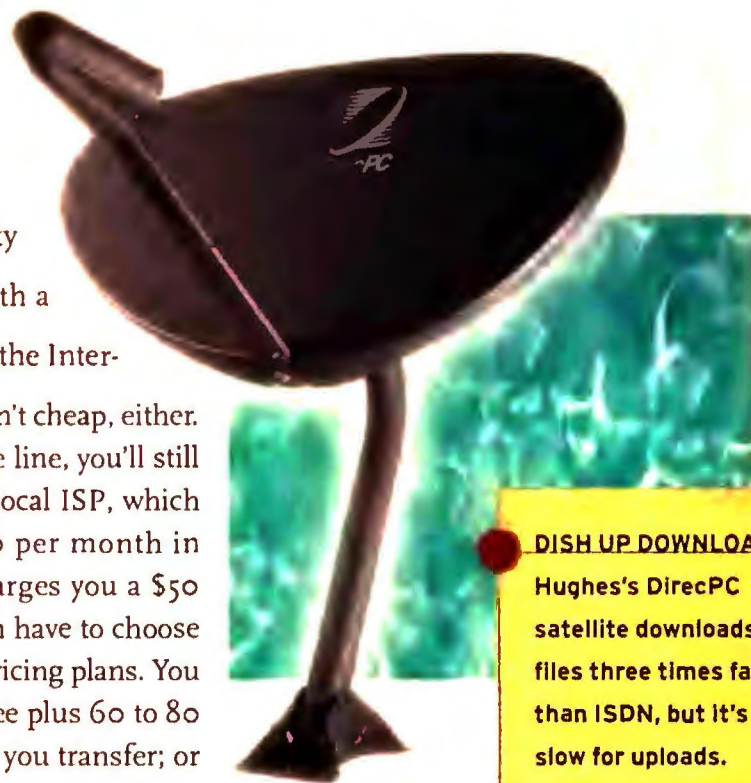 th a
the Inter-
n't cheap, either.
e line, you'll still
ocal ISP, which
per month in
arges you a $50
have to choose
ricing plans. You
ee plus 60 to 80
you transfer; or
PC
DISH UP DOWNLOA
Hughes's DirecPC
satellite downloads
files three times fa
than ISDN, but it's
slow for uploads.